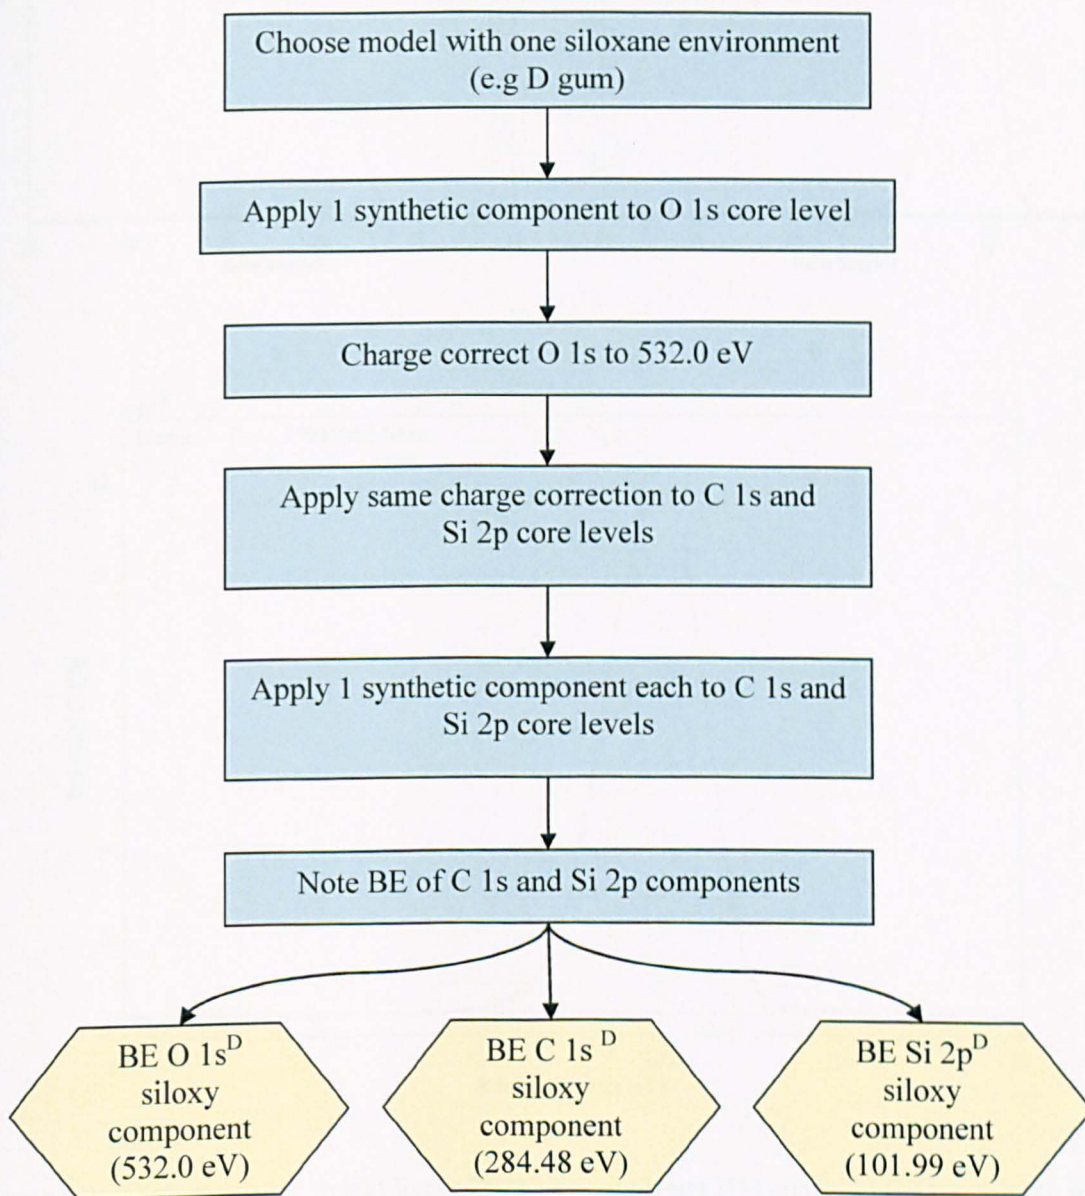 Choose model with one siloxane environment
(e.g D gum)
Apply 1 synthetic component to O 1s core level
Charge correct O 1s to 532.0 eV
Apply same charge correction to C 1s and
Si 2p core levels
Apply 1 synthetic component each to C 1s and
Si 2p core levels
Note BE of C 1s and Si 2p components
BE O 1s^D
siloxy
component
(532.0 eV)
BE C 1s ^D
siloxy
component
(284.48 eV)
BE Si 2p^D
siloxy
component
(101.99 eV)